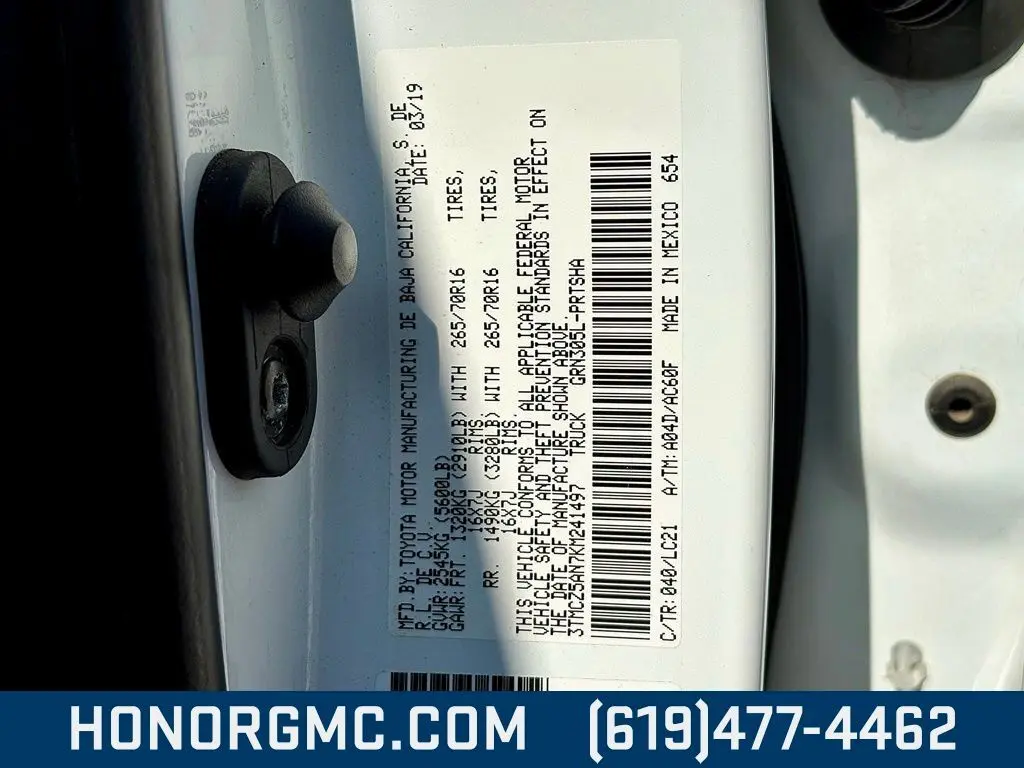 MFD.BY:TOYOTA MOTOR MANUFACTURING DE BAJA CALIFORNIA, S. DE
R.L. DE C.V. DATE: 03/19
GVWR:2545KG (5600LB)
GAWR:FRT. 1320KG (2910LB) WITH 265/70R16 TIRES,
16X7J RIMS.
RR. 1490KG (3280LB) WITH 265/70R16 TIRES,
16X7J RIMS.
THIS VEHICLE CONFORMS TO ALL APPLICABLE FEDERAL MOTOR
VEHICLE SAFETY AND THEFT PREVENTION STANDARDS IN EFFECT ON
THE DATE OF MANUFACTURE SHOWN ABOVE.
3TMCZ5AN7KM241497 TRUCK GRN305L-PRTSHA
C/TR:040/LC21 A/TM:A04D/AC60F MADE IN MEXICO 654
HONORGMC.COM (619)477-4462